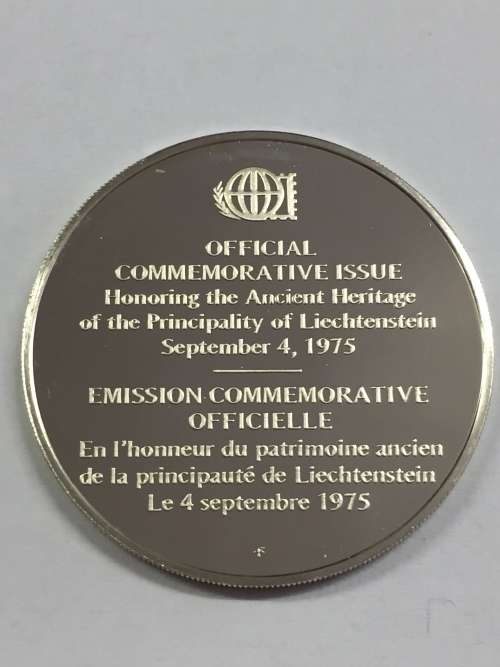 OFFICIAL
COMMEMORATIVE ISSUE
Honoring the Ancient Heritage
of the Principality of Liechtenstein
September 4, 1975
EMISSION COMMEMORATIVE
OFFICIELLE
En l'honneur du patrimoine ancien
de la principauté de Liechtenstein
Le 4 septembre 1975